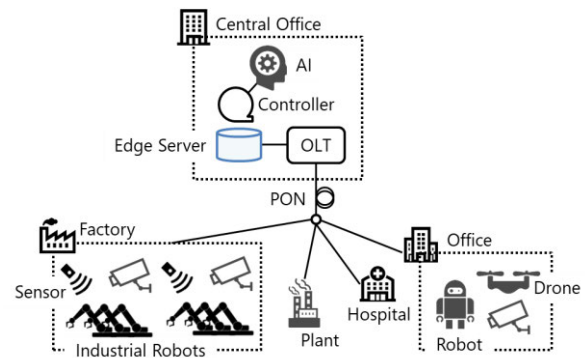 Central Office
AI
Controller
Edge Server
OLT
PON
Factory
Office
Sensor
Drone
Hospital
Plant
Robot
Industrial Robots